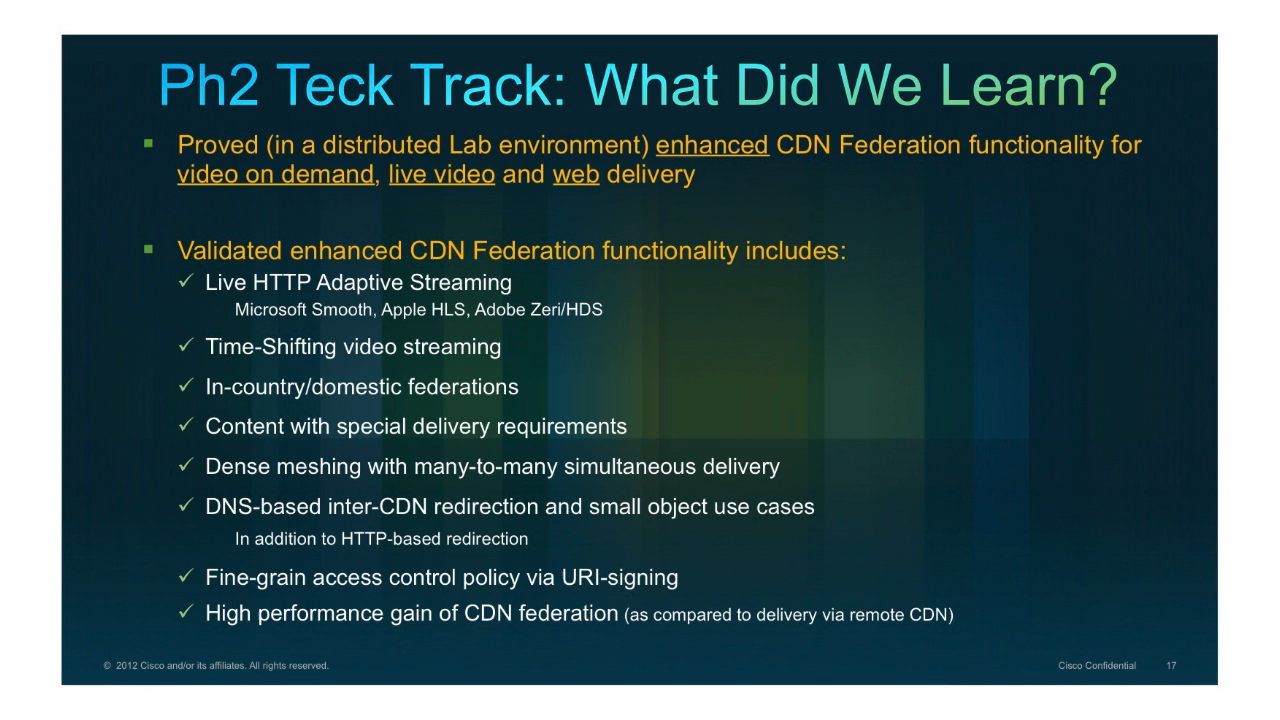 Ph2 Teck Track: What Did We Learn?
Proved (in a distributed Lab environment) enhanced CDN Federation functionality for
video on demand, live video and web delivery
Validated enhanced CDN Federation functionality includes:
Live HTTP Adaptive Streaming
Microsoft Smooth, Apple HLS, Adobe Zeri/HDS
Time-Shifting video streaming
In-country/domestic federations
Content with special delivery requirements
Dense meshing with many-to-many simultaneous delivery
DNS-based inter-CDN redirection and small object use cases
In addition to HTTP-based redirection
Fine-grain access control policy via URI-signing
High performance gain of CDN federation (as compared to delivery via remote CDN)
© 2012 Cisco and/or its affiliates. All rights reserved. Cisco Confidential 17